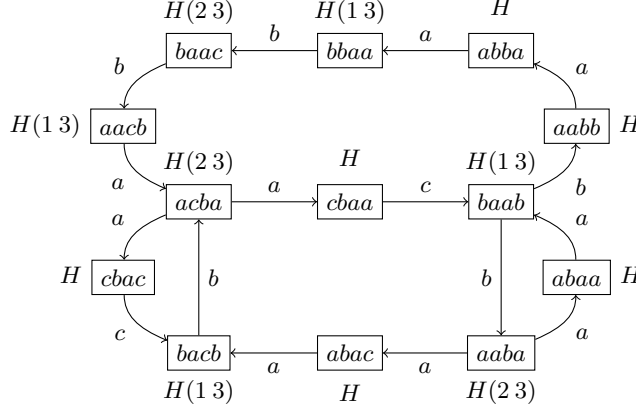 H(2 3) H(1 3) H
baac b bbaa a abba
b a
H(1 3) aacb aabb H
H(2 3) H H(1 3)
a b
acba a cbaa c baab
a a
H cbac b b abaa H
c a
bacb a abac a aaba
H(1 3) H H(2 3)